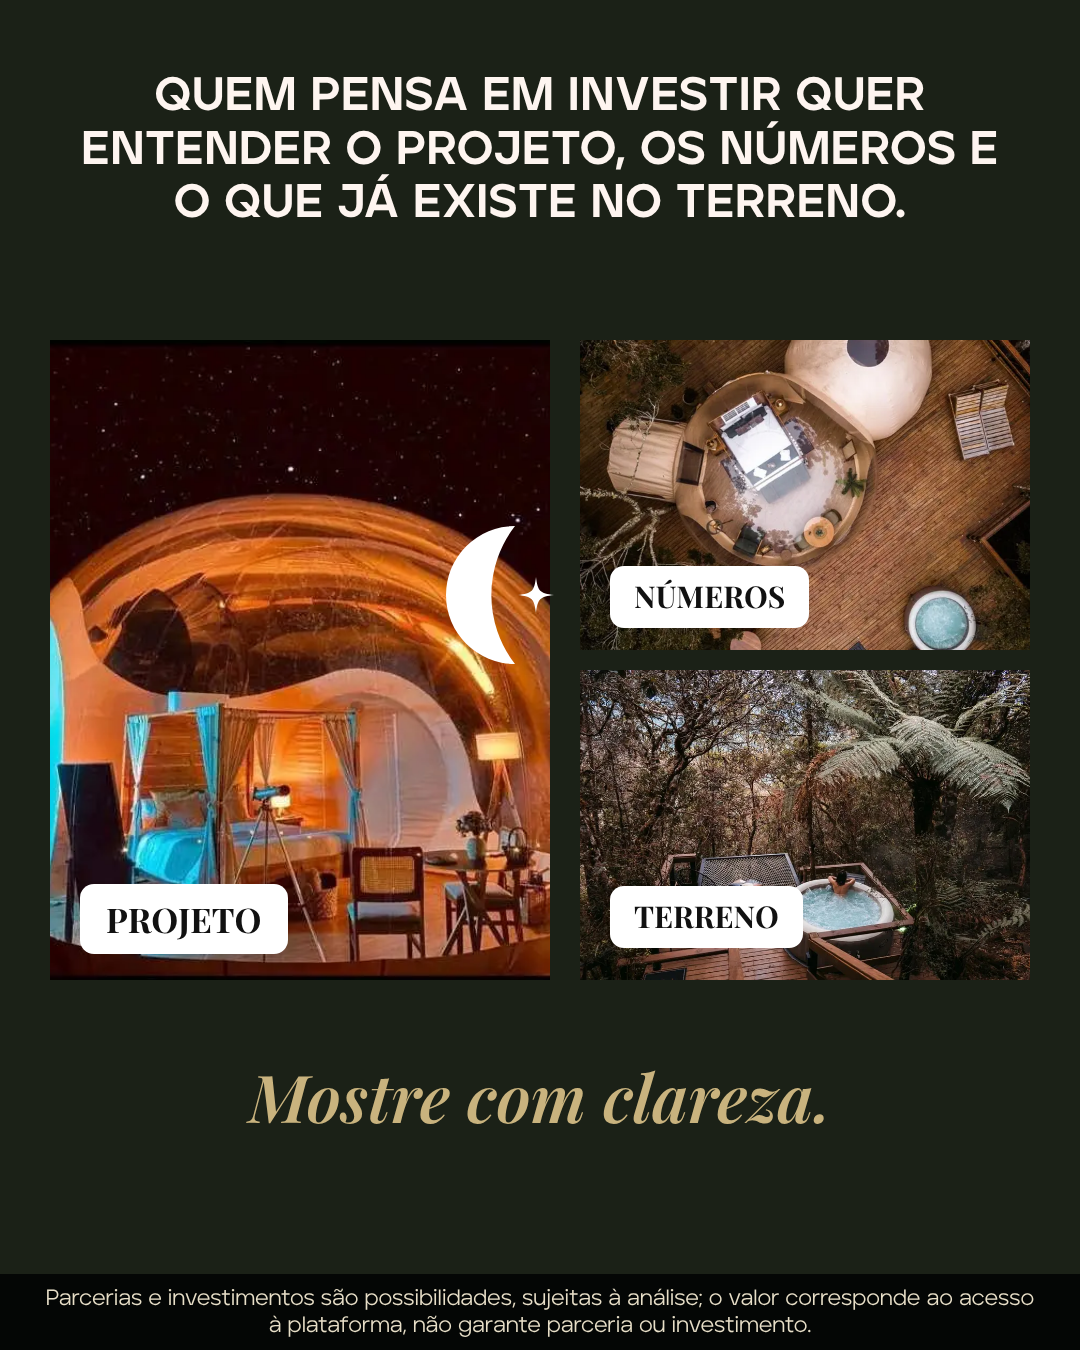 QUEM PENSA EM INVESTIR QUER
ENTENDER O PROJETO, OS NÚMEROS E
O QUE JÁ EXISTE NO TERRENO.
NÚMEROS
PROJETO
TERRENO
Mostre com clareza.
Parcerias e investimentos são possibilidades, sujeitas à análise; o valor corresponde ao acesso
à plataforma, não garante parceria ou investimento.